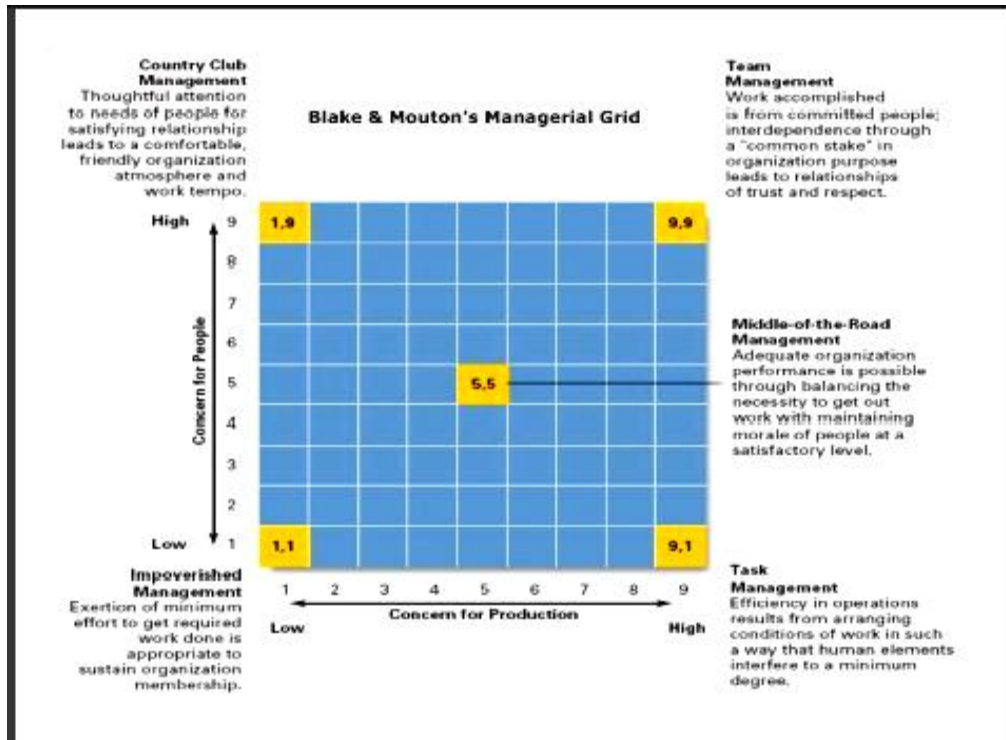 Country Club
Management
Thoughtful attention
to needs of people for
satisfying relationship
leads to a comfortable,
friendly organization
atmosphere and
work tempo.
Blake & Mouton's Managerial Grid
Team
Management
Work accomplished
is from committed people;
interdependence through
a "common stake" in
organization purpose
leads to relationships
of trust and respect.
High
9
1,9
9,9
8
7
6
5
5,5
4
3
2
Low
1
1,1
9,1
Concern for People
Middle-of-the-Road
Management
Adequate organization
performance is possible
through balancing the
necessity to get out
work with maintaining
morale of people at a
satisfactory level.
Impoverished
Management
Exertion of minimum
effort to get required
work done is
appropriate to
sustain organization
membership.
1 2 3 4 5 6 7 8 9
Concern for Production
Low
High
Task
Management
Efficiency in operations
results from arranging
conditions of work in such
a way that human elements
interfere to a minimum
degree.